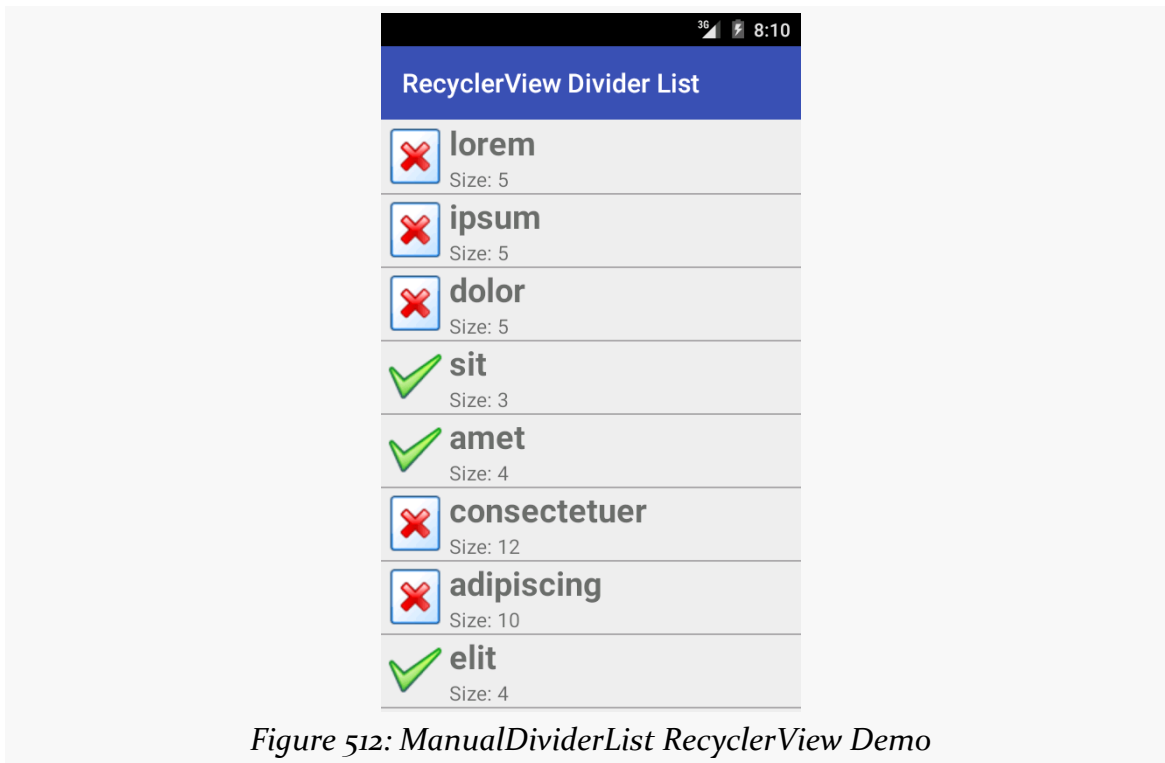 3G 8:10
RecyclerView Divider List
lorem
Size: 5
ipsum
Size: 5
dolor
Size: 5
sit
Size: 3
amet
Size: 4
consectetuer
Size: 12
adipiscing
Size: 10
elit
Size: 4
Figure 512: ManualDividerList RecyclerView Demo